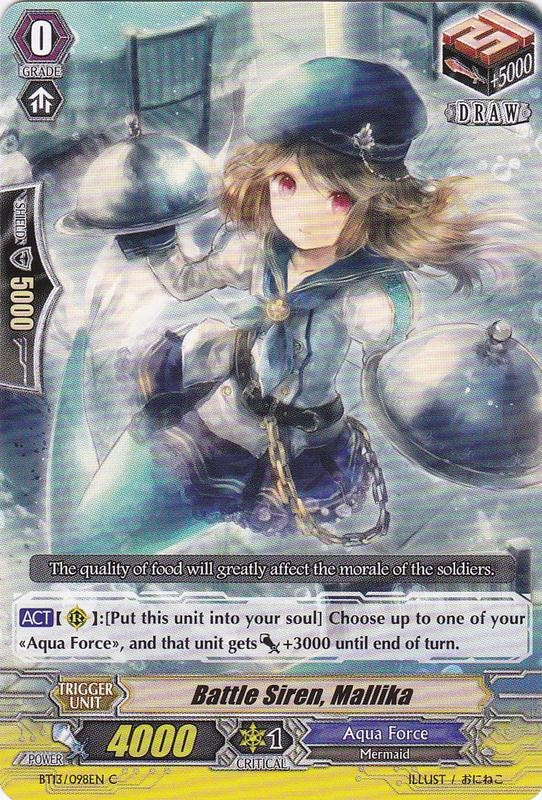 0
GRADE
+5000
DRAW
SHIELD
5000
The quality of food will greatly affect the morale of the soldiers.
ACT【 R 】:[Put this unit into your soul] Choose up to one of your
«Aqua Force», and that unit gets +3000 until end of turn.
TRIGGER
UNIT
Battle Siren, Mallika
POWER
4000
1
CRITICAL
Aqua Force
Mermaid
BT13/098EN C
ILLUST / おにねこ